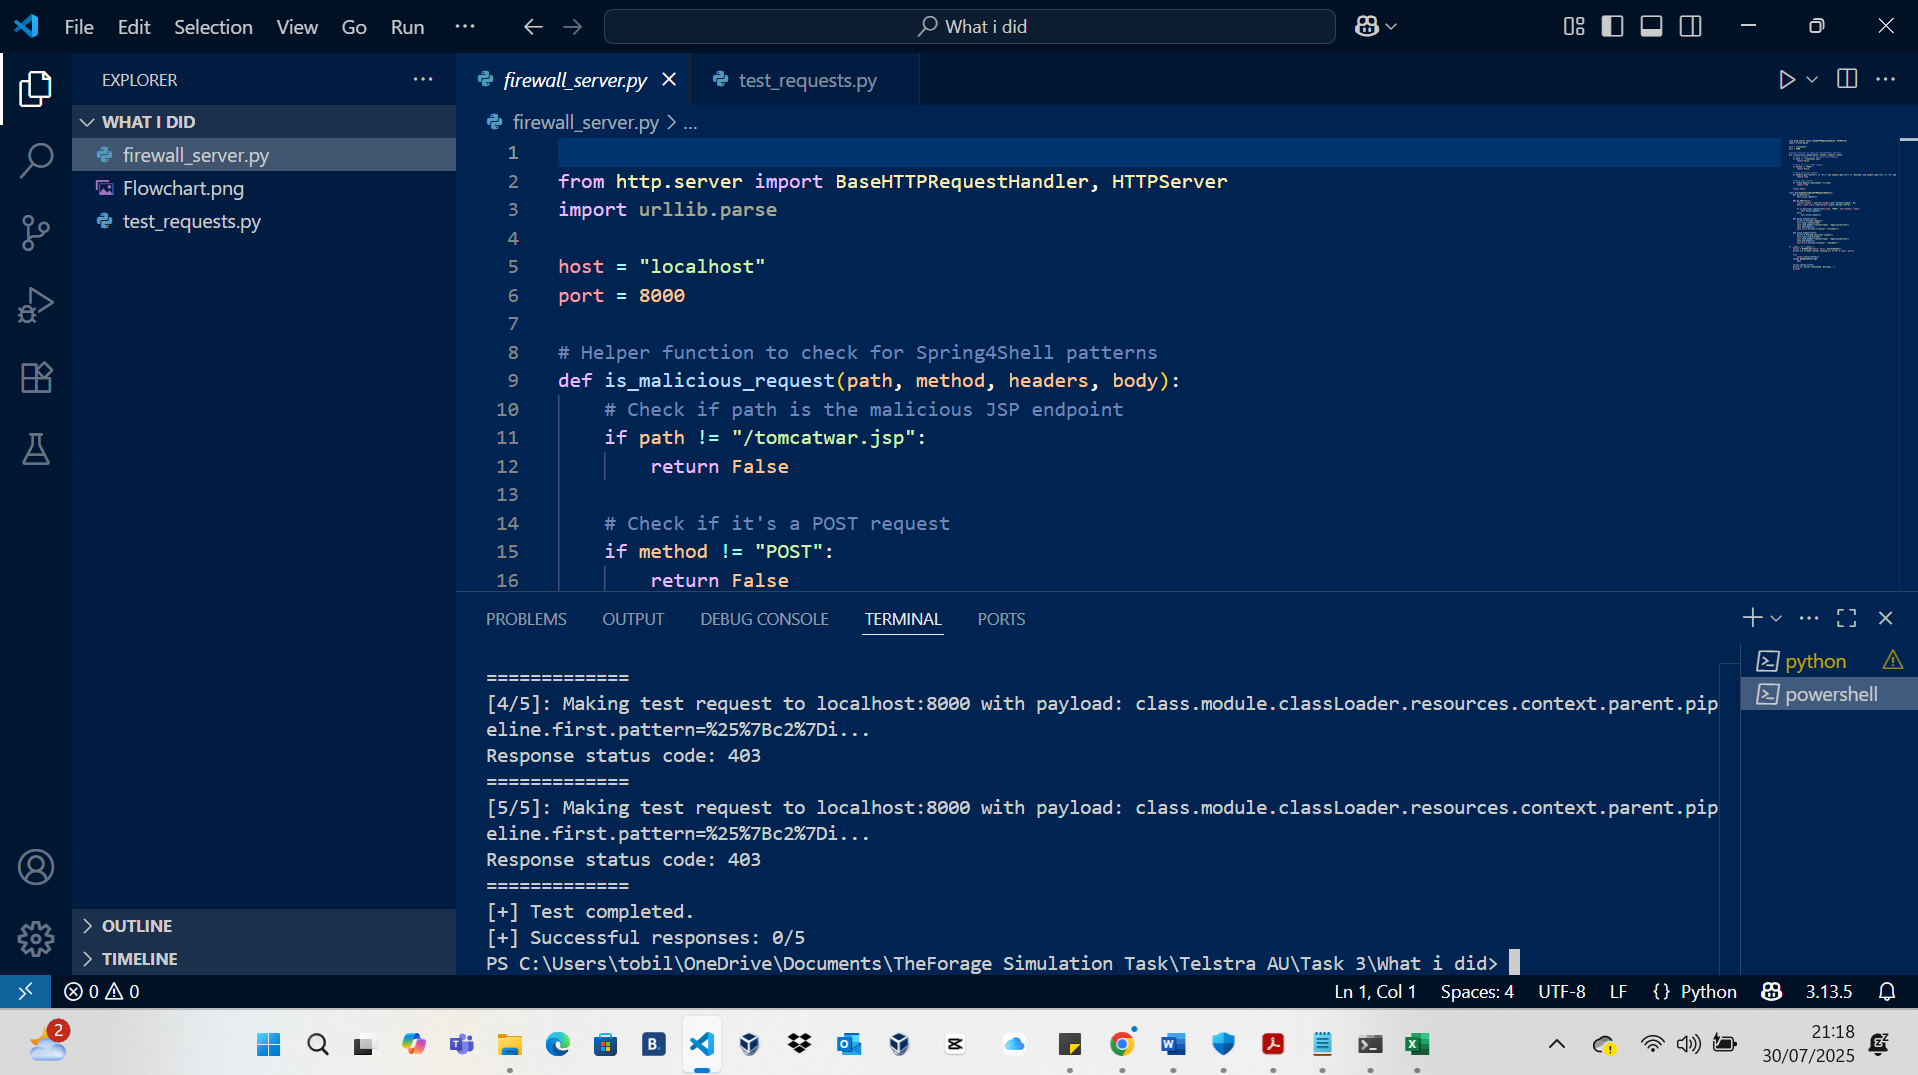 File Edit Selection View Go Run ··· What i did
EXPLORER
WHAT I DID
firewall_server.py
Flowchart.png
test_requests.py
OUTLINE
TIMELINE
firewall_server.py test_requests.py
firewall_server.py > ...
1
2 from http.server import BaseHTTPRequestHandler, HTTPServer
3 import urllib.parse
4
5 host = "localhost"
6 port = 8000
7
8 # Helper function to check for Spring4Shell patterns
9 def is_malicious_request(path, method, headers, body):
10 # Check if path is the malicious JSP endpoint
11 if path != "/tomcatwar.jsp":
12 return False
13
14 # Check if it's a POST request
15 if method != "POST":
16 return False
PROBLEMS OUTPUT DEBUG CONSOLE TERMINAL PORTS
python
powershell
=============
[4/5]: Making test request to localhost:8000 with payload: class.module.classLoader.resources.context.parent.pip
eline.first.pattern=%25%7Bc2%7Di...
Response status code: 403
=============
[5/5]: Making test request to localhost:8000 with payload: class.module.classLoader.resources.context.parent.pip
eline.first.pattern=%25%7Bc2%7Di...
Response status code: 403
=============
[+] Test completed.
[+] Successful responses: 0/5
PS C:\Users\tobil\OneDrive\Documents\TheForage Simulation Task\Telstra AU\Task 3\What i did>
0 0 Ln 1, Col 1 Spaces: 4 UTF-8 LF {} Python 3.13.5
2
B.
21:18
30/07/2025